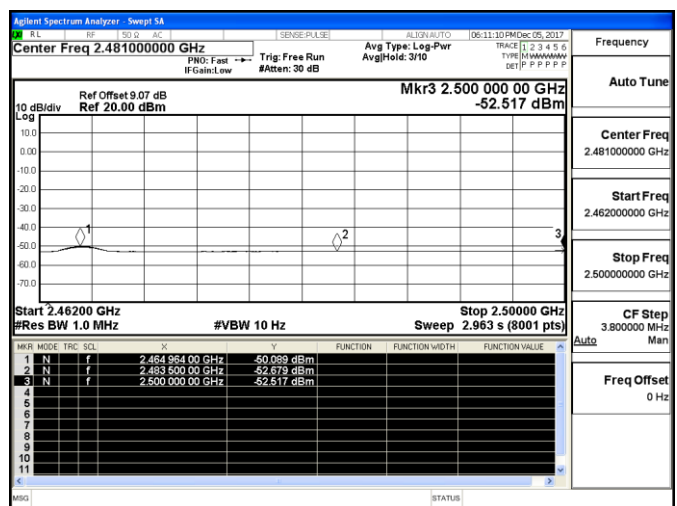 Agilent Spectrum Analyzer - Swept SA
RL RF 50 Ω AC SENSE:PULSE ALIGNAUTO 06:11:10 PM Dec 05, 2017
Center Freq 2.481000000 GHz
PNO: Fast
IFGain:Low
Trig: Free Run
#Atten: 30 dB
Avg Type: Log-Pwr
Avg|Hold: 3/10
TRACE 1 2 3 4 5 6
TYPE M
DET P P P P P P
Frequency
Auto Tune
Ref Offset 9.07 dB
10 dB/div Ref 20.00 dBm
Mkr3 2.500 000 00 GHz
-52.517 dBm
Log
10.0
0.00
-10.0
-20.0
-30.0
-40.0
-50.0
-60.0
-70.0
1
2
3
Start 2.46200 GHz Stop 2.50000 GHz
#Res BW 1.0 MHz #VBW 10 Hz Sweep 2.963 s (8001 pts)
MKR MODE TRC SCL X Y FUNCTION FUNCTION WIDTH FUNCTION VALUE
1 N f 2.464 964 00 GHz -50.089 dBm
2 N f 2.483 500 00 GHz -52.679 dBm
3 N f 2.500 000 00 GHz -52.517 dBm
4
5
6
7
8
9
10
11
MSG STATUS
Center Freq
2.481000000 GHz
Start Freq
2.462000000 GHz
Stop Freq
2.500000000 GHz
CF Step
3.800000 MHz
Auto Man
Freq Offset
0 Hz